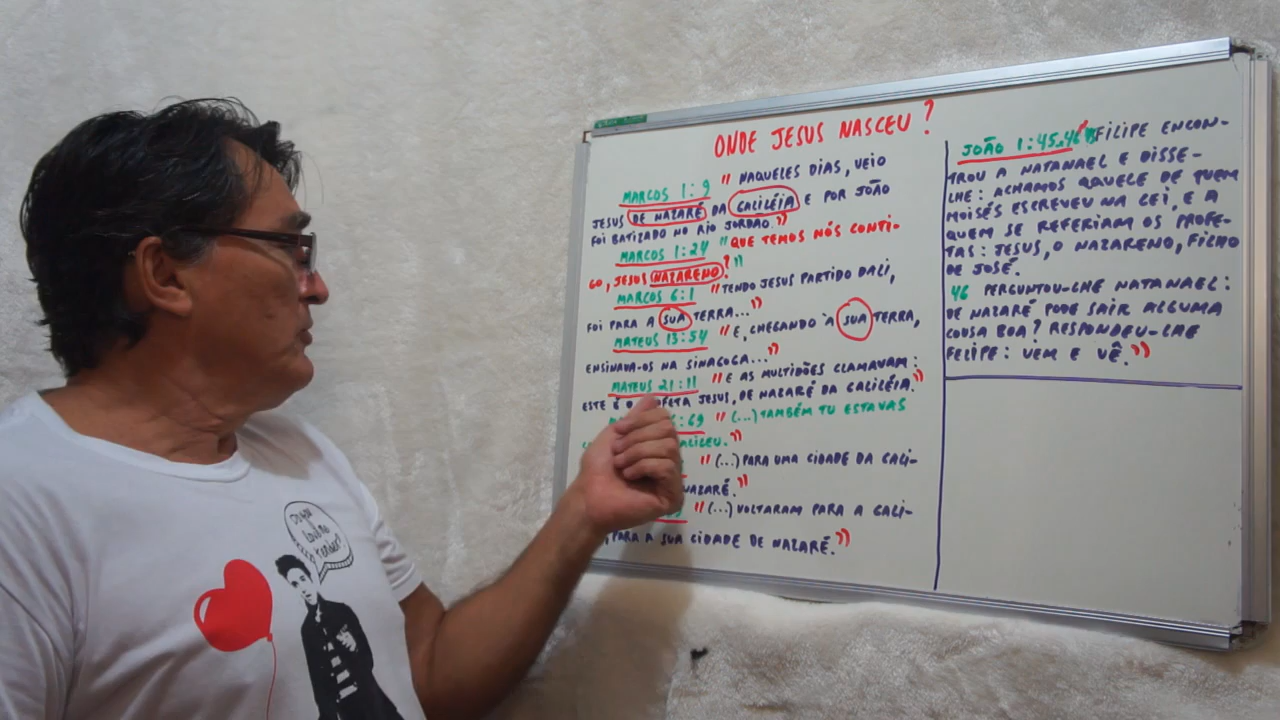 ONDE JESUS NASCEU?
MARCOS 1:9 "NAQUELES DIAS, VEIO
JESUS DE NAZARÉ DA GALILÉIA E POR JOÃO
FOI BATIZADO NO RIO JORDÃO."
MARCOS 1:24 "QUE TEMOS NÓS CONTI-
GO, JESUS NAZARENO?"
MARCOS 6:1 "TENDO JESUS PARTIDO DALI,
FOI PARA A SUA TERRA..."
MATEUS 13:54 "E, CHEGANDO À SUA TERRA,
ENSINAVA-OS NA SINAGOGA..."
MATEUS 21:11 "E AS MULTIDÕES CLAMAVAM:
ESTE É O JESUS, DE NAZARÉ DA GALILÉIA."
:69 "(...) TAMBÉM TU ESTAVAS
GALILEU."
"(...) PARA UMA CIDADE DA GALI-
NAZARÉ."
"(...) VOLTARAM PARA A GALI-
, PARA A SUA CIDADE DE NAZARÉ."
JOÃO 1:45,46 "FILIPE ENCON-
TROU A NATANAEL E DISSE-
LHE: ACHAMOS AQUELE DE QUEM
MOISÉS ESCREVEU NA LEI, E A
QUEM SE REFERIAM OS PROFE-
TAS: JESUS, O NAZARENO, FILHO
DE JOSÉ.
46 PERGUNTOU-LHE NATANAEL:
DE NAZARÉ PODE SAIR ALGUMA
COUSA BOA? RESPONDEU-LHE
FELIPE: VEM E VÊ."